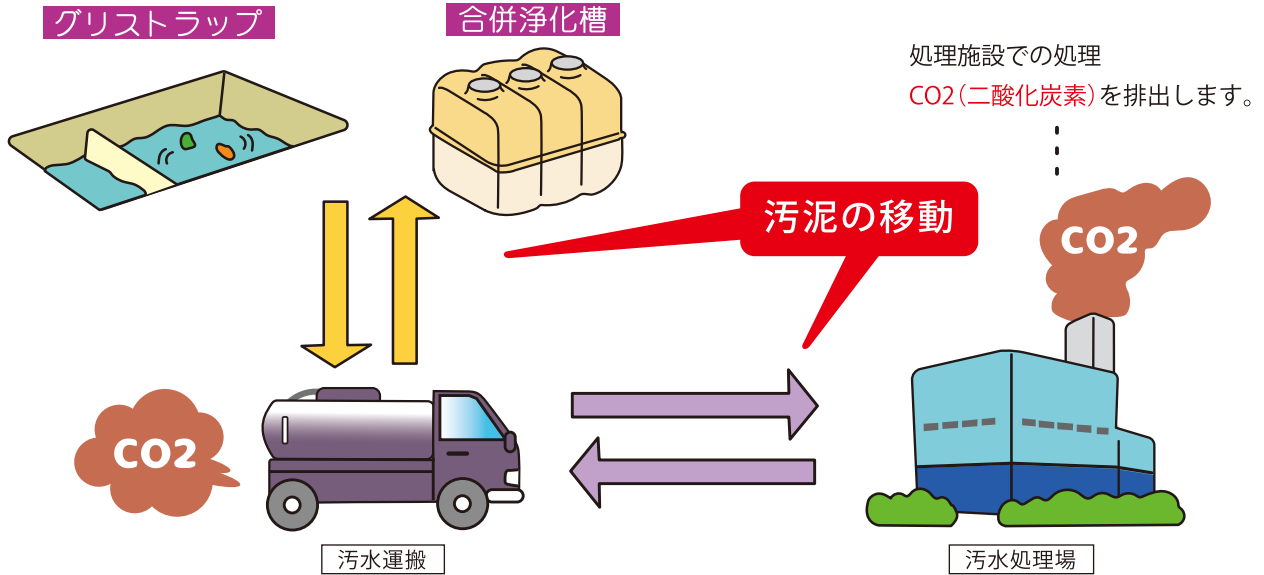 グリストラップ
合併浄化槽
処理施設での処理
CO2（二酸化炭素）を排出します。
汚泥の移動
CO2
CO2
汚水運搬
汚水処理場